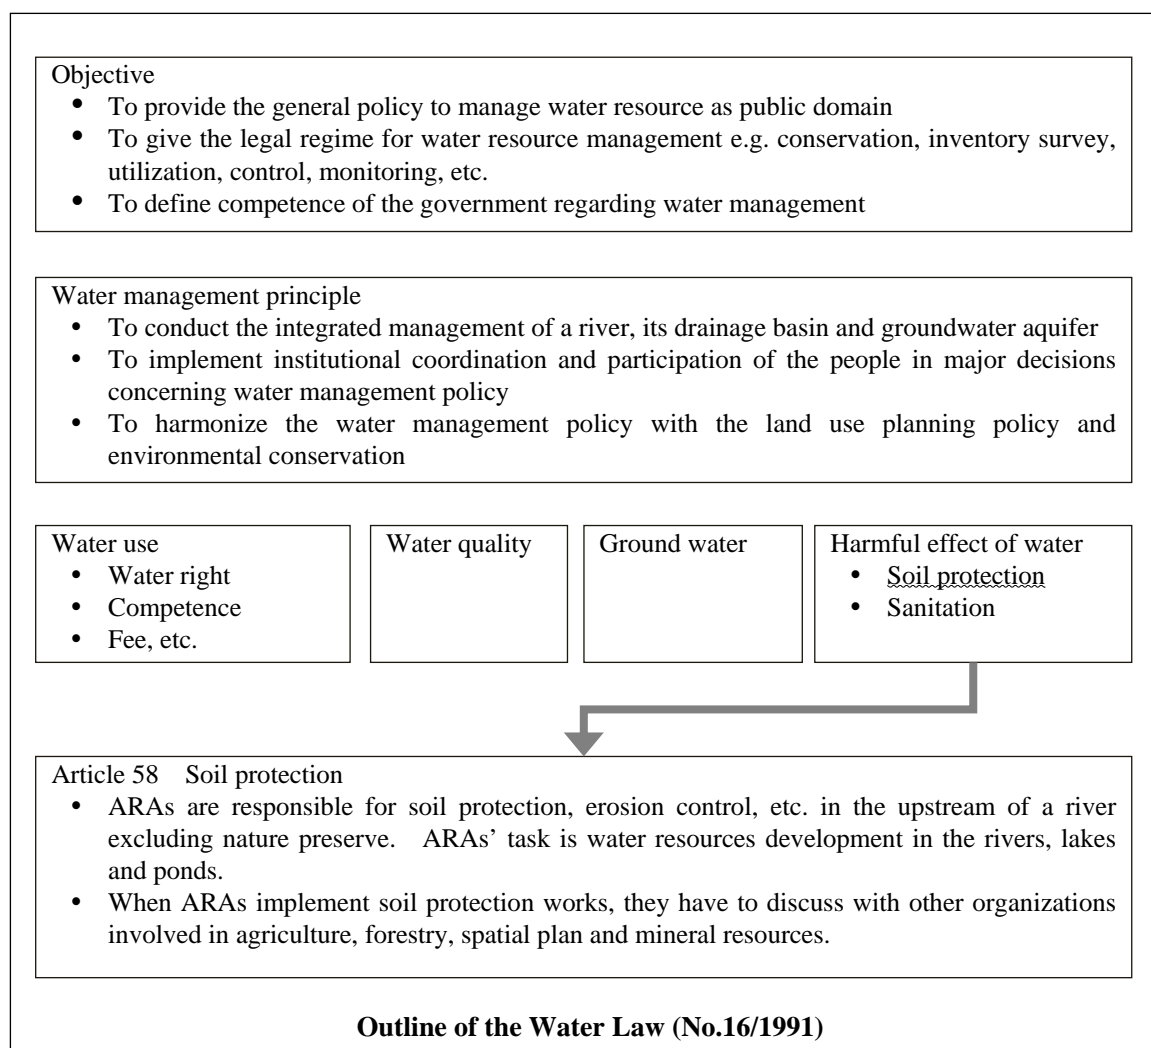 Objective
• To provide the general policy to manage water resource as public domain
• To give the legal regime for water resource management e.g. conservation, inventory survey,
utilization, control, monitoring, etc.
• To define competence of the government regarding water management
Water management principle
• To conduct the integrated management of a river, its drainage basin and groundwater aquifer
• To implement institutional coordination and participation of the people in major decisions
concerning water management policy
• To harmonize the water management policy with the land use planning policy and
environmental conservation
Water use
• Water right
• Competence
• Fee, etc.
Water quality
Ground water
Harmful effect of water
• Soil protection
• Sanitation
Article 58 Soil protection
• ARAs are responsible for soil protection, erosion control, etc. in the upstream of a river
excluding nature preserve. ARAs’ task is water resources development in the rivers, lakes
and ponds.
• When ARAs implement soil protection works, they have to discuss with other organizations
involved in agriculture, forestry, spatial plan and mineral resources.
Outline of the Water Law (No.16/1991)